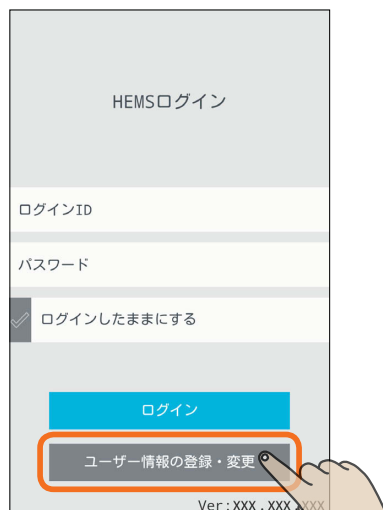 HEMSログイン
ログインID
パスワード
ログインしたままにする
ログイン
ユーザー情報の登録・変更
Ver:XXX.XXX.XXX